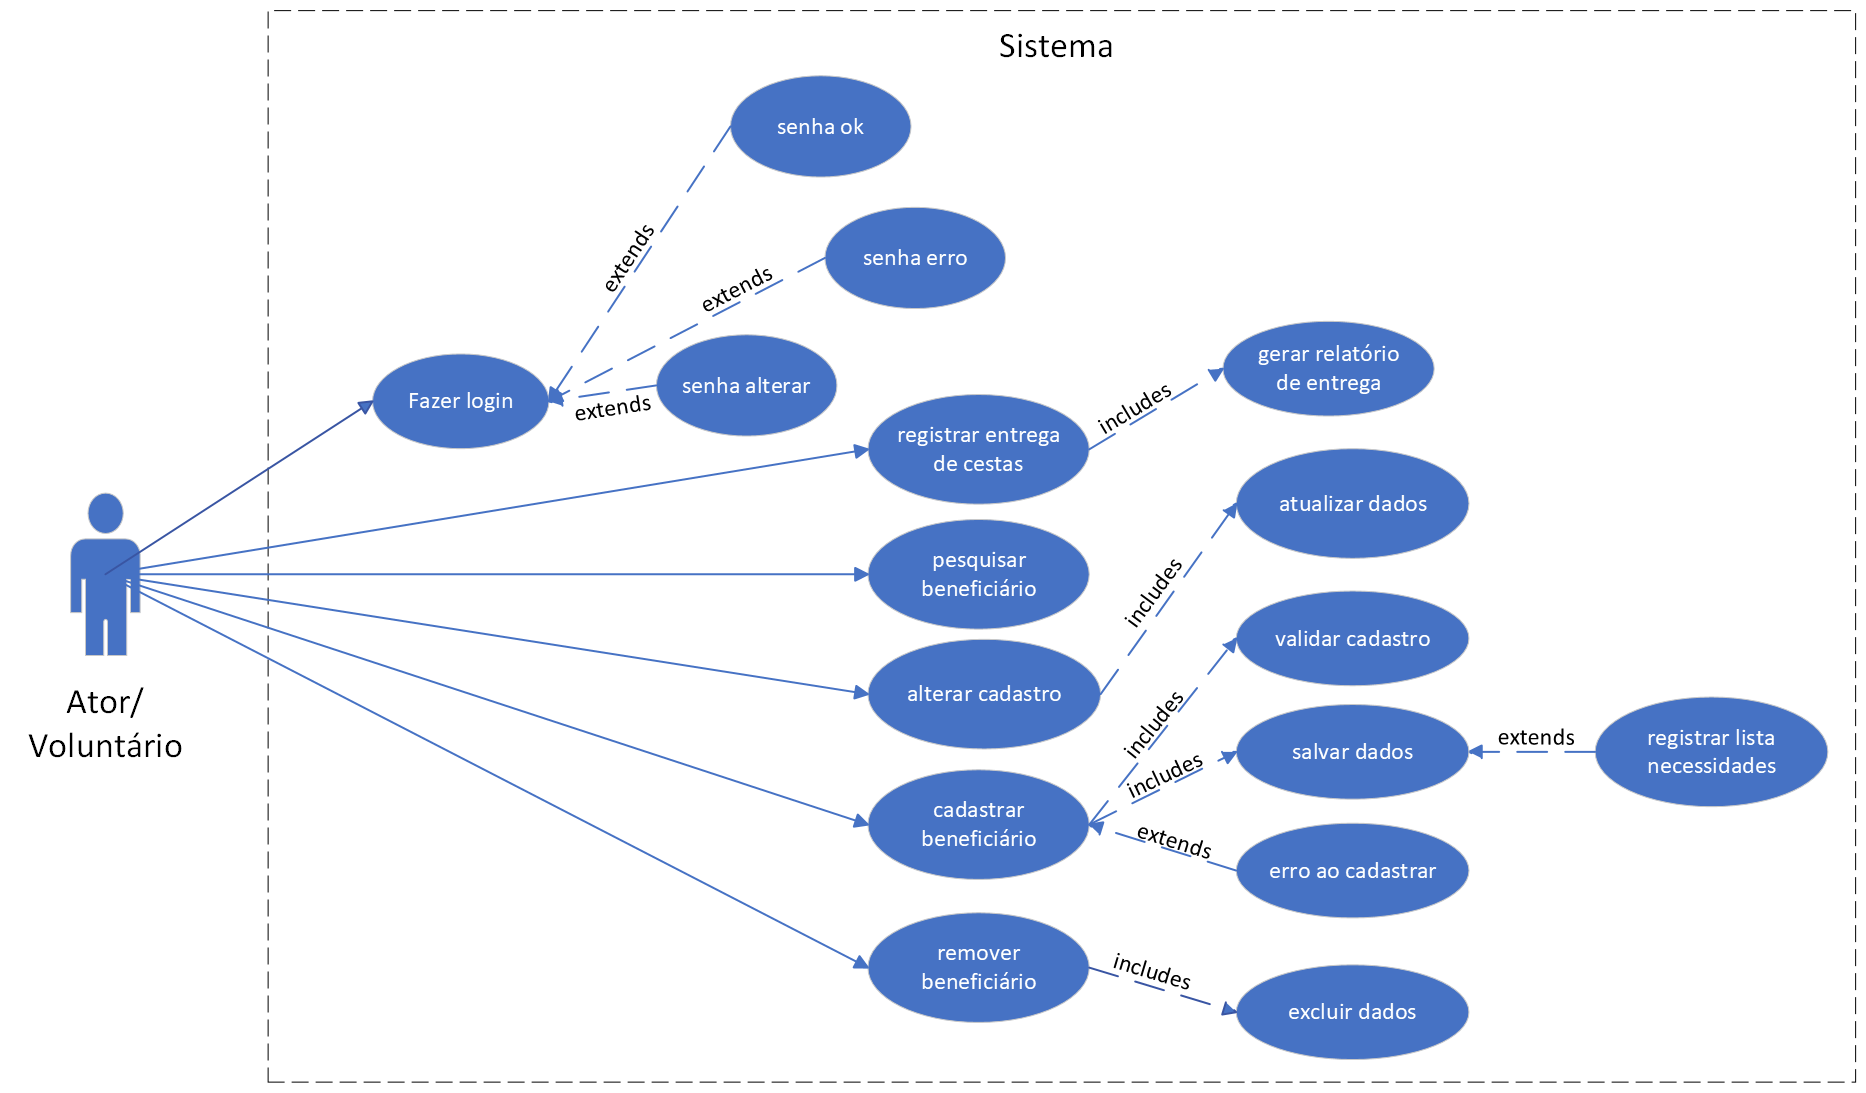 Sistema
senha ok
extends
senha erro
extends
senha alterar
extends
Fazer login
gerar relatório
de entrega
includes
registrar entrega
de cestas
atualizar dados
includes
pesquisar
beneficiário
validar cadastro
includes
alterar cadastro
Ator/
Voluntário
salvar dados
includes
extends
registrar lista
necessidades
cadastrar
beneficiário
extends
erro ao cadastrar
remover
beneficiário
includes
excluir dados